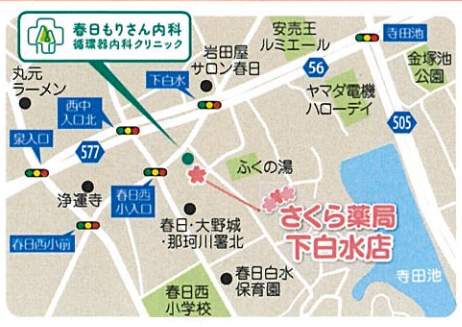 春日もりさん内科
循環器内科クリニック
安売王
ルミエール
寺田池
岩田屋
サロン春日
56
金塚池
公園
丸元
ラーメン
下白水
ヤマダ電機
ハローデイ
西中
入口北
505
泉入口
577
ふくの湯
浄運寺
春日西
小入口
さくら薬局
下白水店
春日・大野城
・那珂川署北
春日西小前
寺田池
春日白水
保育園
春日西
小学校